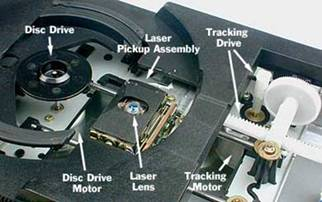 Disc Drive
Laser
Pickup Assembly
Tracking
Drive
Disc Drive
Motor
Laser
Lens
Tracking
Motor